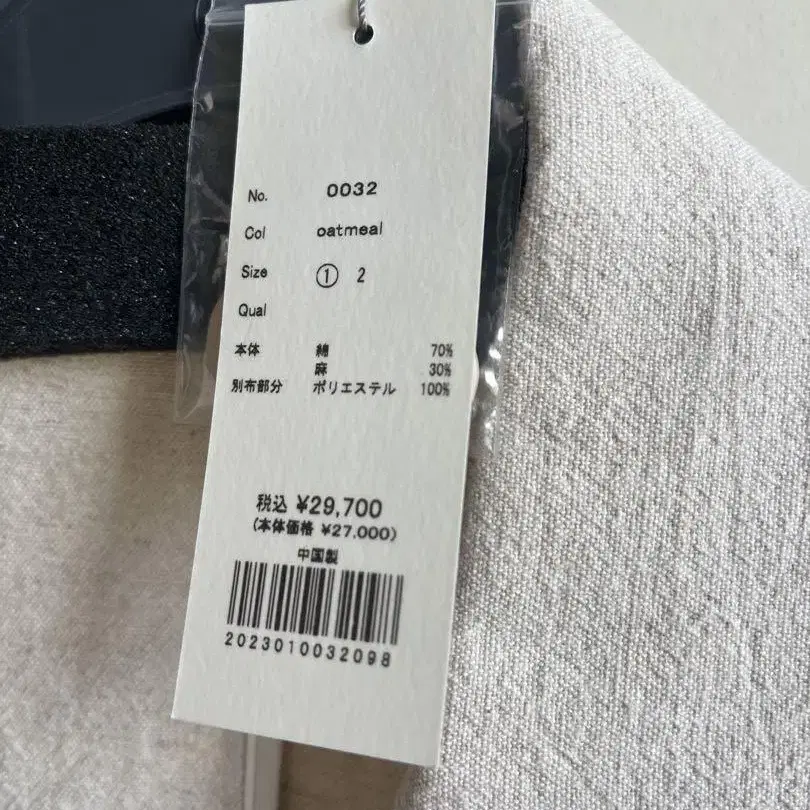 No. 0032
Col oatmeal
Size ① 2
Qual
本体 綿 70%
麻 30%
別布部分 ポリエステル 100%
税込 ¥29,700
(本体価格 ¥27,000)
中国製
2023010032098